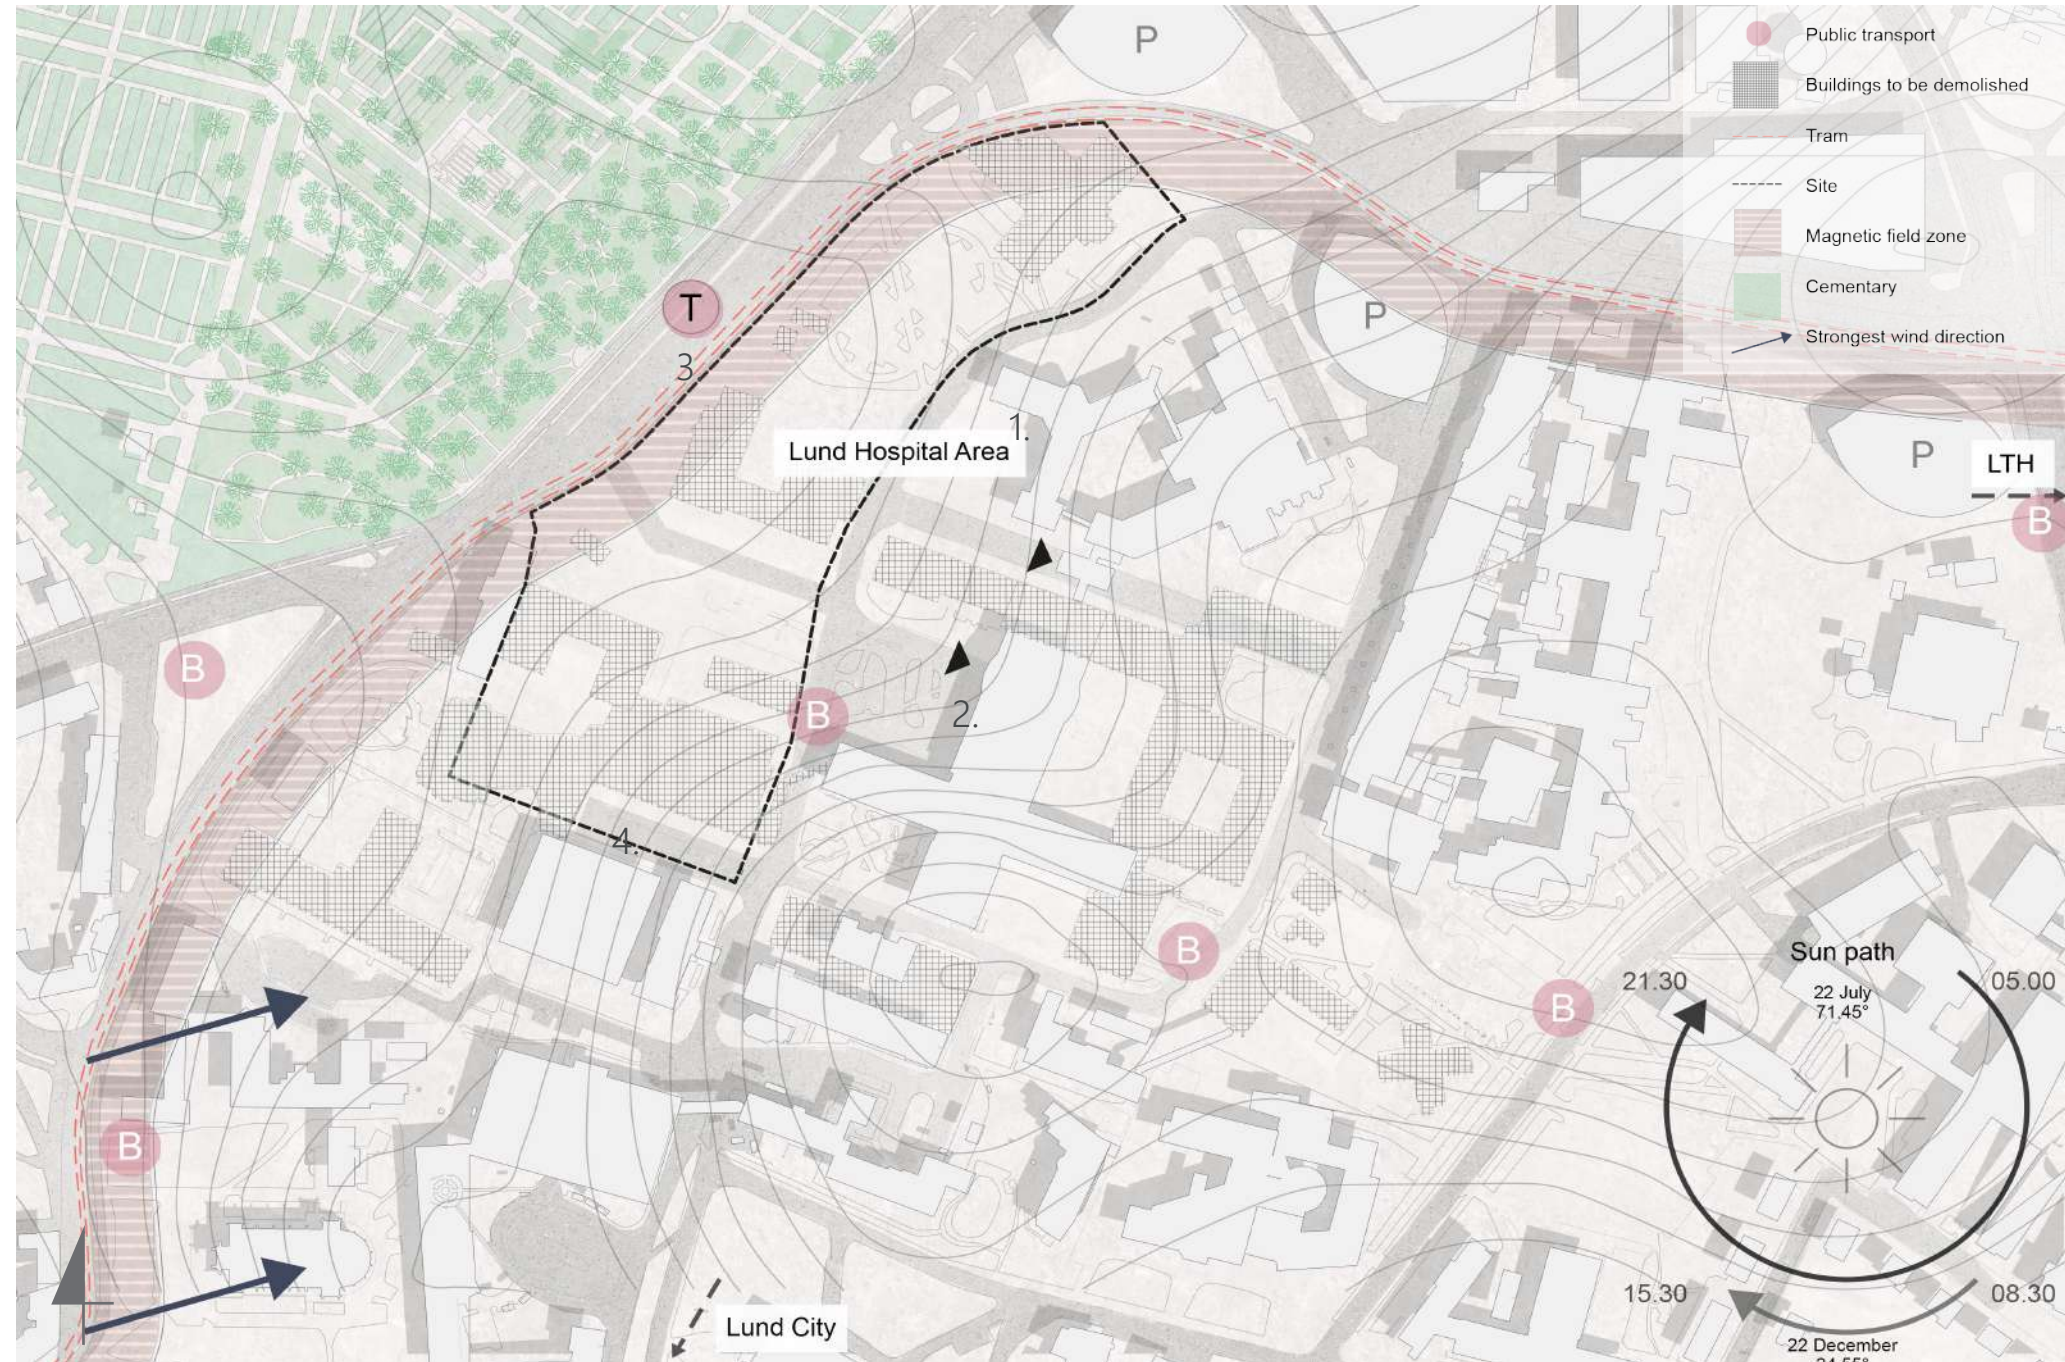 P
Public transport
Buildings to be demolished
Tram
Site
Magnetic field zone
Cementary
Strongest wind direction
T
3
P
1.
Lund Hospital Area
P
LTH
B
B
B
2.
4.
B
B
B
Sun path
21.30
05.00
22 July
71.45°
15.30
08.30
22 December
Lund City